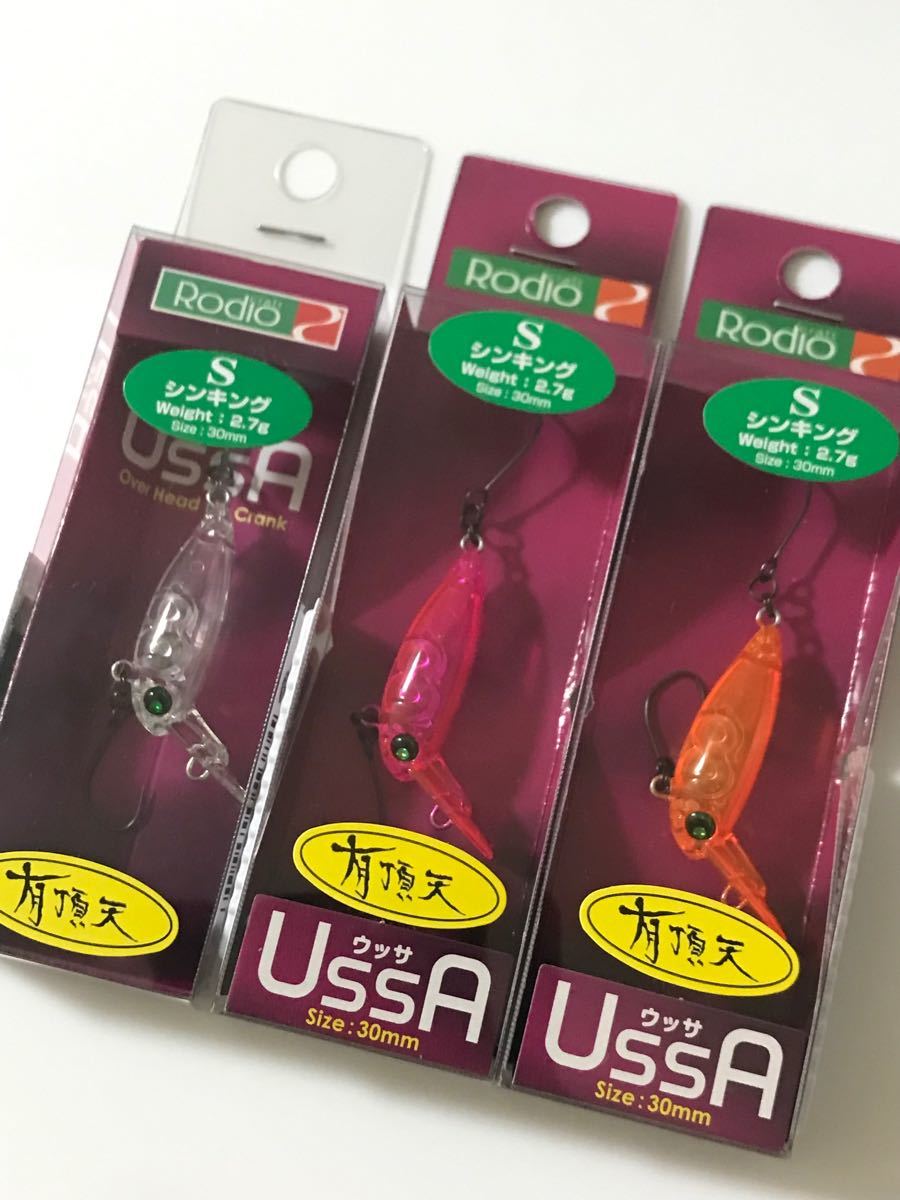 Rodio
craft
S
シンキング
Weight : 2.7g
Size : 30mm
UssA
Over Head
Crank
有頂天
Rodio
craft
S
シンキング
Weight : 2.7g
Size : 30mm
有頂天
ウッサ
UssA
Size : 30mm
Rodio
craft
S
シンキング
Weight : 2.7g
Size : 30mm
有頂天
ウッサ
UssA
Size : 30mm